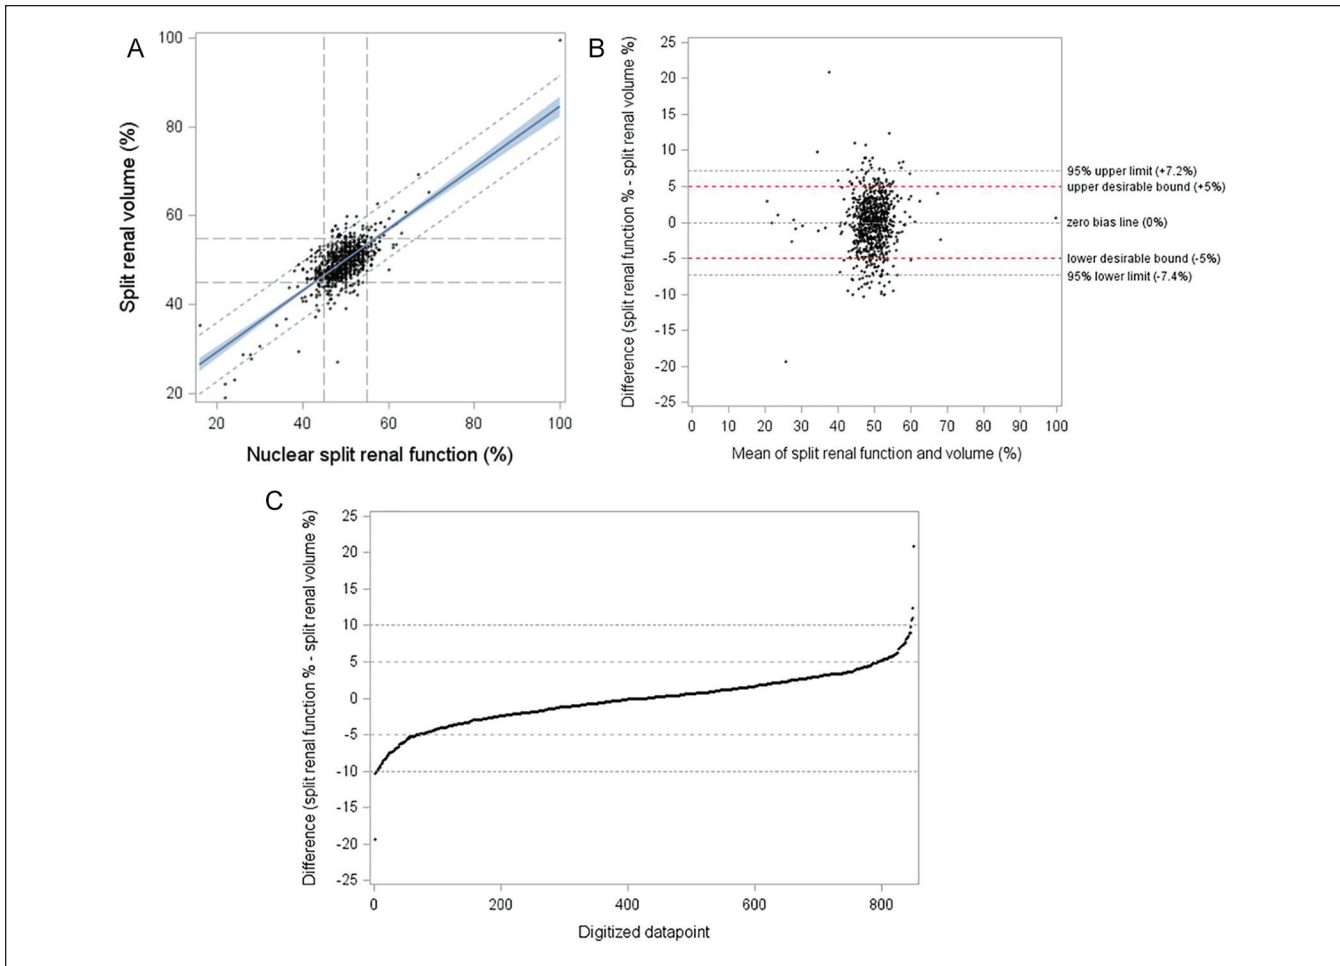 A
Split renal volume (%)
100
80
60
40
20
20 40 60 80 100
Nuclear split renal function (%)
B
Difference (split renal function % - split renal volume %)
25
20
15
10
5
0
-5
-10
-15
-20
-25
95% upper limit (+7.2%)
upper desirable bound (+5%)
zero bias line (0%)
lower desirable bound (-5%)
95% lower limit (-7.4%)
0 10 20 30 40 50 60 70 80 90 100
Mean of split renal function and volume (%)
C
Difference (split renal function % - split renal volume %)
25
20
15
10
5
0
-5
-10
-15
-20
-25
0 200 400 600 800
Digitized datapoint